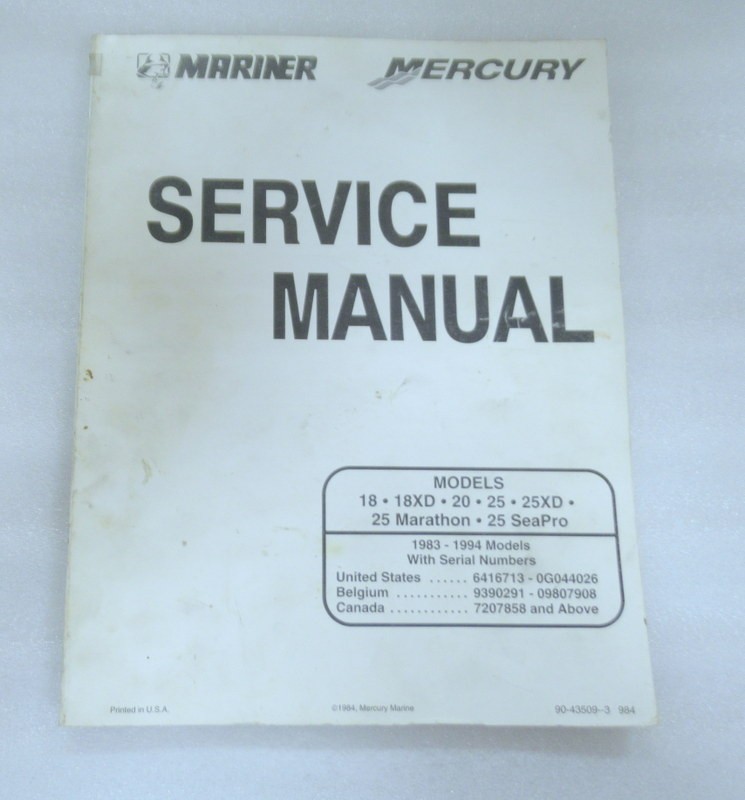 MARINER MERCURY
SERVICE
MANUAL
MODELS
18 • 18XD • 20 • 25 • 25XD •
25 Marathon • 25 SeaPro
1983 - 1994 Models
With Serial Numbers
United States ...... 6416713 - 0G044026
Belgium ........... 9390291 - 09807908
Canada ............ 7207858 and Above
Printed in U.S.A. ©1984, Mercury Marine 90-43509--3 984